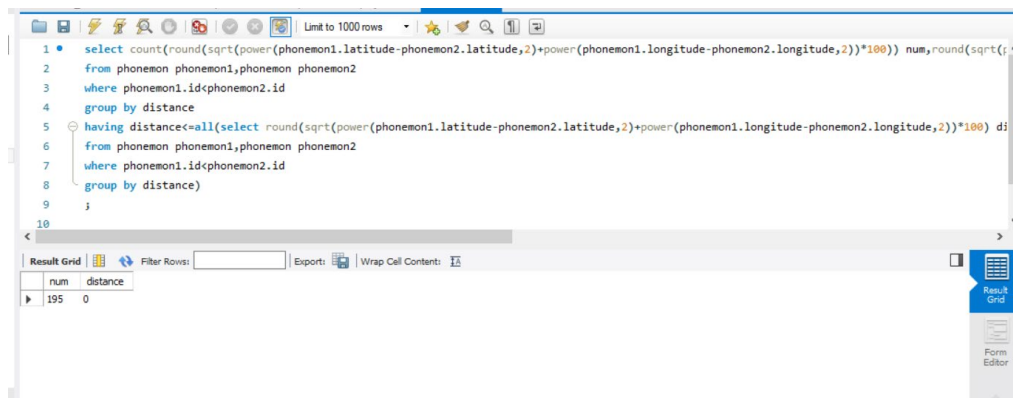 Limit to 1000 rows
1 select count(round(sqrt(power(phonemon1.latitude-phonemon2.latitude,2)+power(phonemon1.longitude-phonemon2.longitude,2))*100)) num,round(sqrt(p
2 from phonemon phonemon1,phonemon phonemon2
3 where phonemon1.id<phonemon2.id
4 group by distance
5 having distance<=all(select round(sqrt(power(phonemon1.latitude-phonemon2.latitude,2)+power(phonemon1.longitude-phonemon2.longitude,2))*100) di
6 from phonemon phonemon1,phonemon phonemon2
7 where phonemon1.id<phonemon2.id
8 group by distance)
9 ;
10
Result Grid Filter Rows: Export: Wrap Cell Content:
num distance
195 0
Result
Grid
Form
Editor